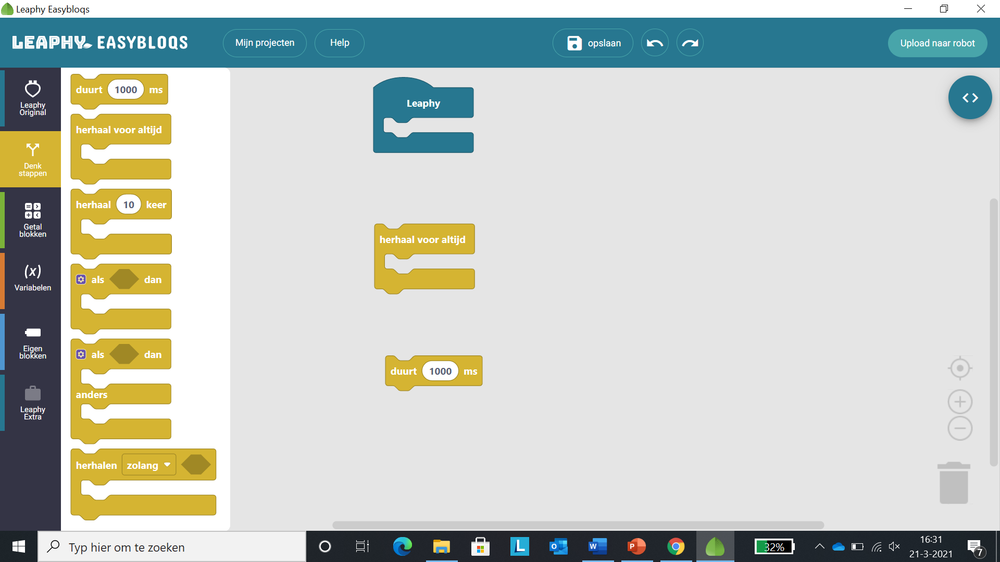 Leaphy Easybloqs
LEAPHY EASYBLOQS
Mijn projecten
Help
opslaan
Upload naar robot
Leaphy
Original
Denk
stappen
Getal
blokken
(x)
Variabelen
Eigen
blokken
Leaphy
Extra
duurt 1000 ms
herhaal voor altijd
herhaal 10 keer
als dan
als dan
anders
herhalen zolang
Leaphy
herhaal voor altijd
duurt 1000 ms
< >
Typ hier om te zoeken
L
O
W
P
32%
16:31
21-3-2021
7